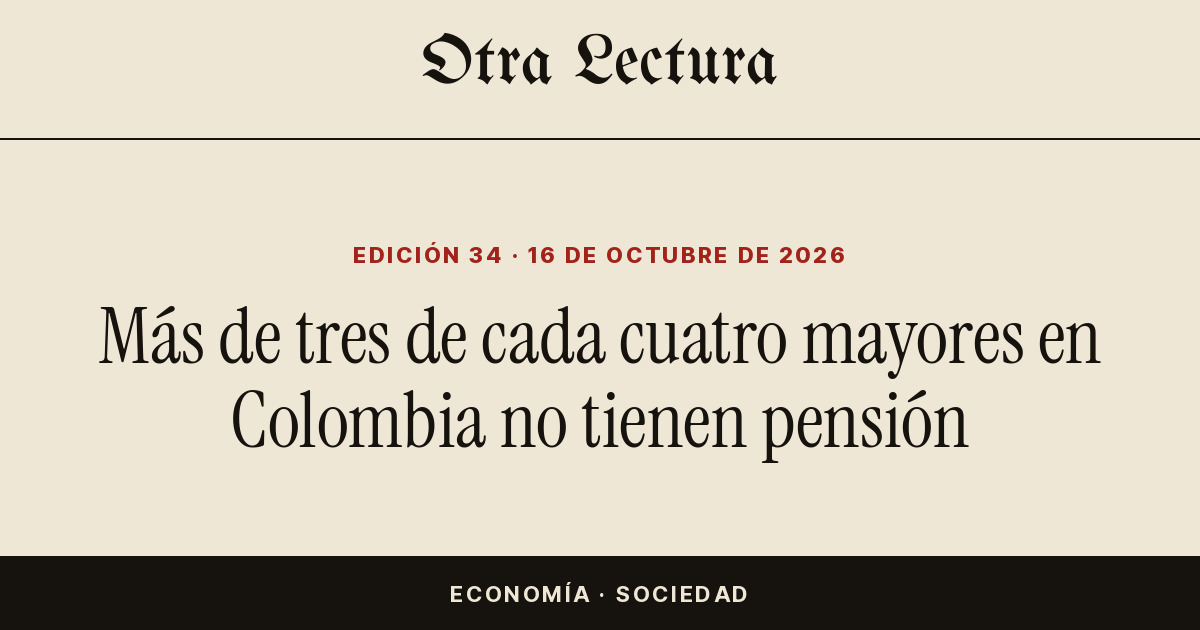 Otra Lectura
EDICIÓN 34 · 16 DE OCTUBRE DE 2026
Más de tres de cada cuatro mayores en
Colombia no tienen pensión
ECONOMÍA · SOCIEDAD